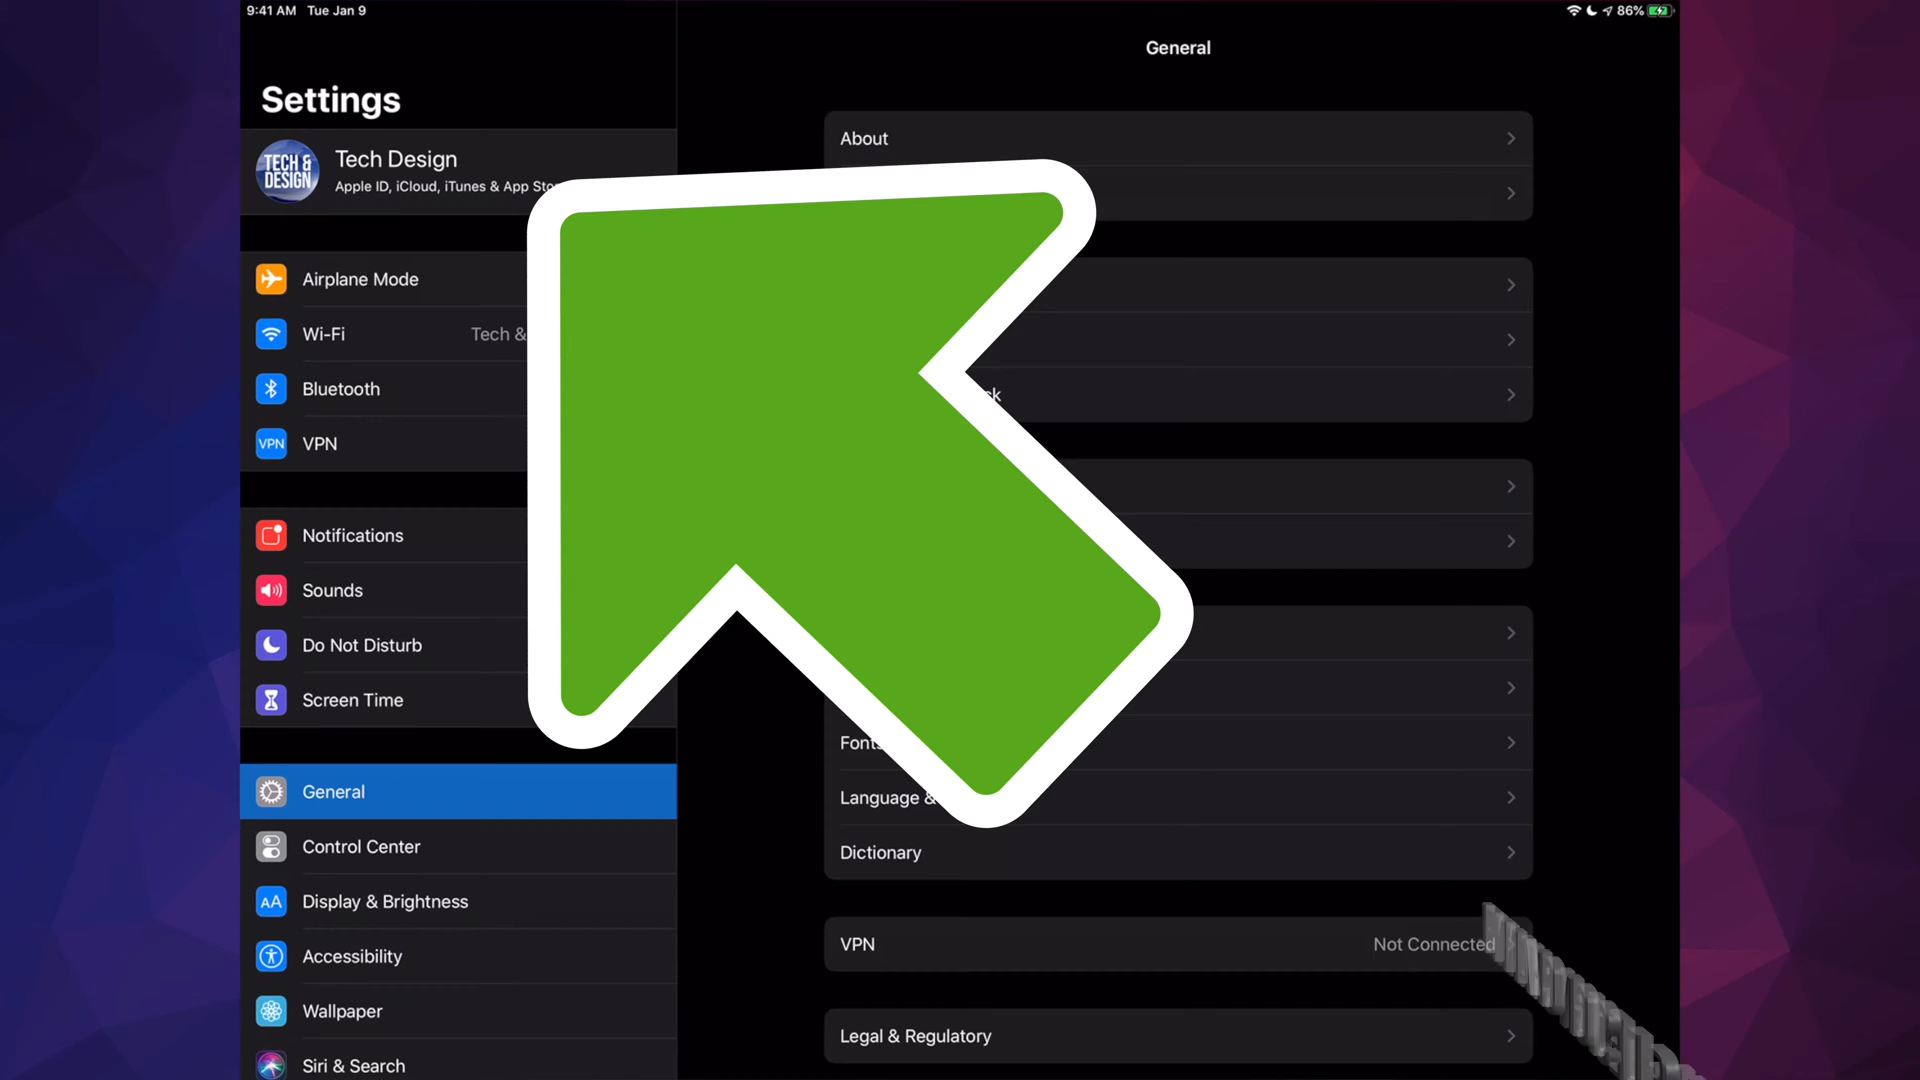 9:41 AM Tue Jan 9
86%
General
Settings
TECH &
DESIGN
Tech Design
Apple ID, iCloud, iTunes & App
Airplane Mode
Wi-Fi
Tech &
Bluetooth
VPN
VPN
Notifications
Sounds
Do Not Disturb
Screen Time
General
Control Center
AA
Display & Brightness
Accessibility
Wallpaper
Siri & Search
About
Language &
Dictionary
VPN
Not Connected
Legal & Regulatory